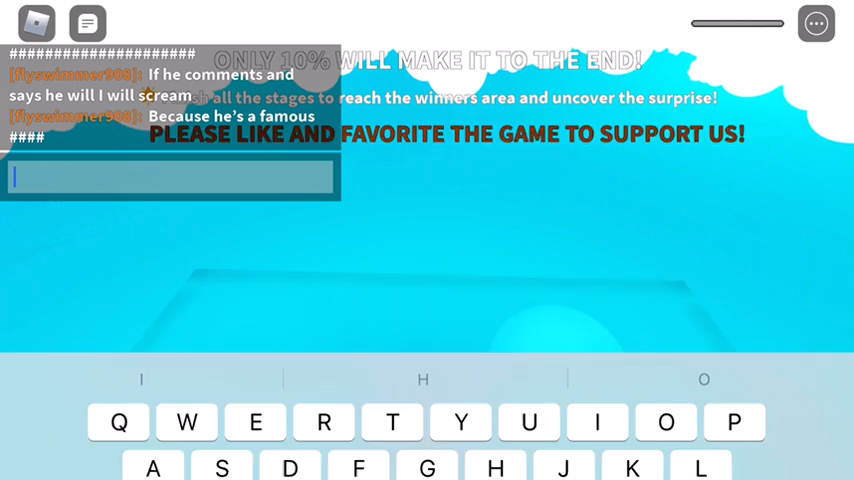 ONLY 10% WILL MAKE IT TO THE END!
#####################
[flyswimmer908]: If he comments and
says he will I will scream
all the stages to reach the winners area and uncover the surprise!
[flyswimmer908]: Because he's a famous
####
PLEASE LIKE AND FAVORITE THE GAME TO SUPPORT US!
I H O
Q W E R T Y U I O P
A S D F G H J K L